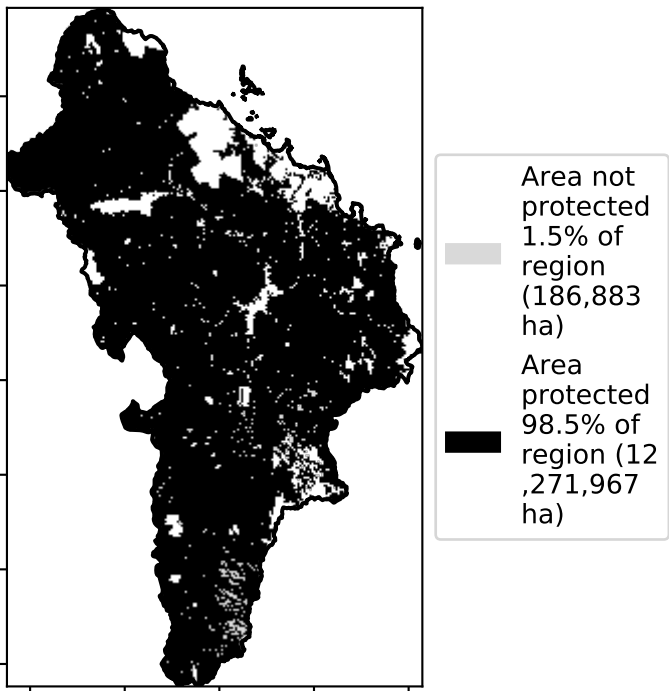 Area not
protected
1.5% of
region
(186,883
ha)
Area
protected
98.5% of
region (12
,271,967
ha)